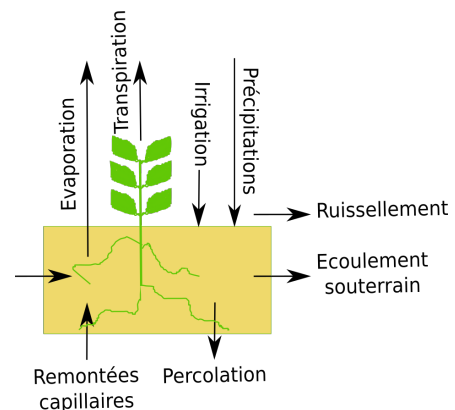 Evaporation
Transpiration
Irrigation
Précipitations
Ruissellement
Ecoulement
souterrain
Remontées
capillaires
Percolation